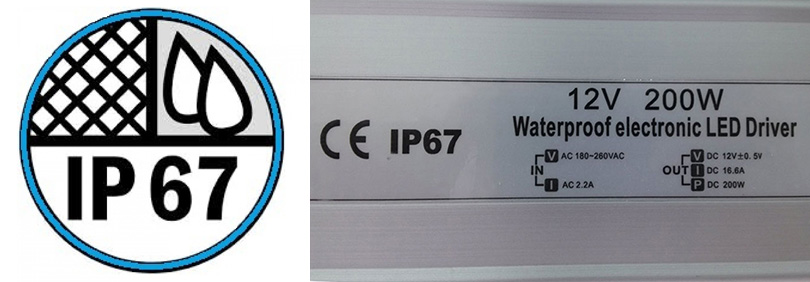 IP 67
12V 200W
Waterproof electronic LED Driver
CE IP67
IN V AC 180~260VAC
I AC 2.2A
OUT V DC 12V±0.5V
I DC 16.6A
P DC 200W